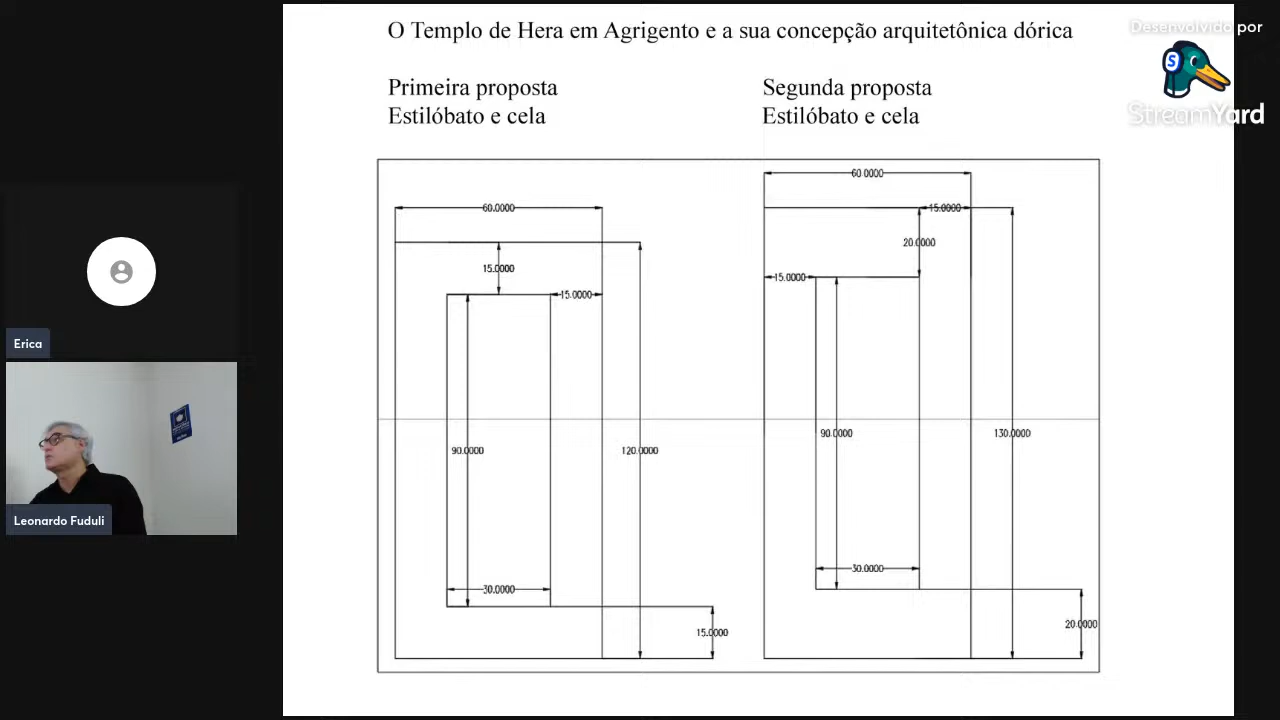 O Templo de Hera em Agrigento e a sua concepção arquitetônica dórica
Desenvolvido por
StreamYard
Primeira proposta
Estilóbato e cela
Segunda proposta
Estilóbato e cela
60.0000
15.0000
15.0000
90.0000
120.0000
30.0000
15.0000
60.0000
15.0000
20.0000
15.0000
90.0000
130.0000
30.0000
20.0000
Erica
Leonardo Fuduli